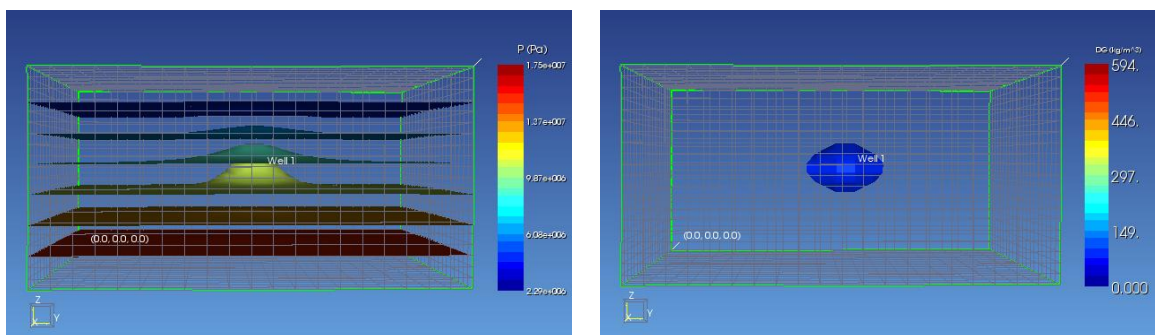 P (Pa)
1.75e+007
1.37e+007
9.87e+006
6.08e+006
2.29e+006
Well 1
(0.0, 0.0, 0.0)
Z
X
Y
DG (kg/m^3)
594.
446.
297.
149.
0.000
Well 1
(0.0, 0.0, 0.0)
Z
X
Y